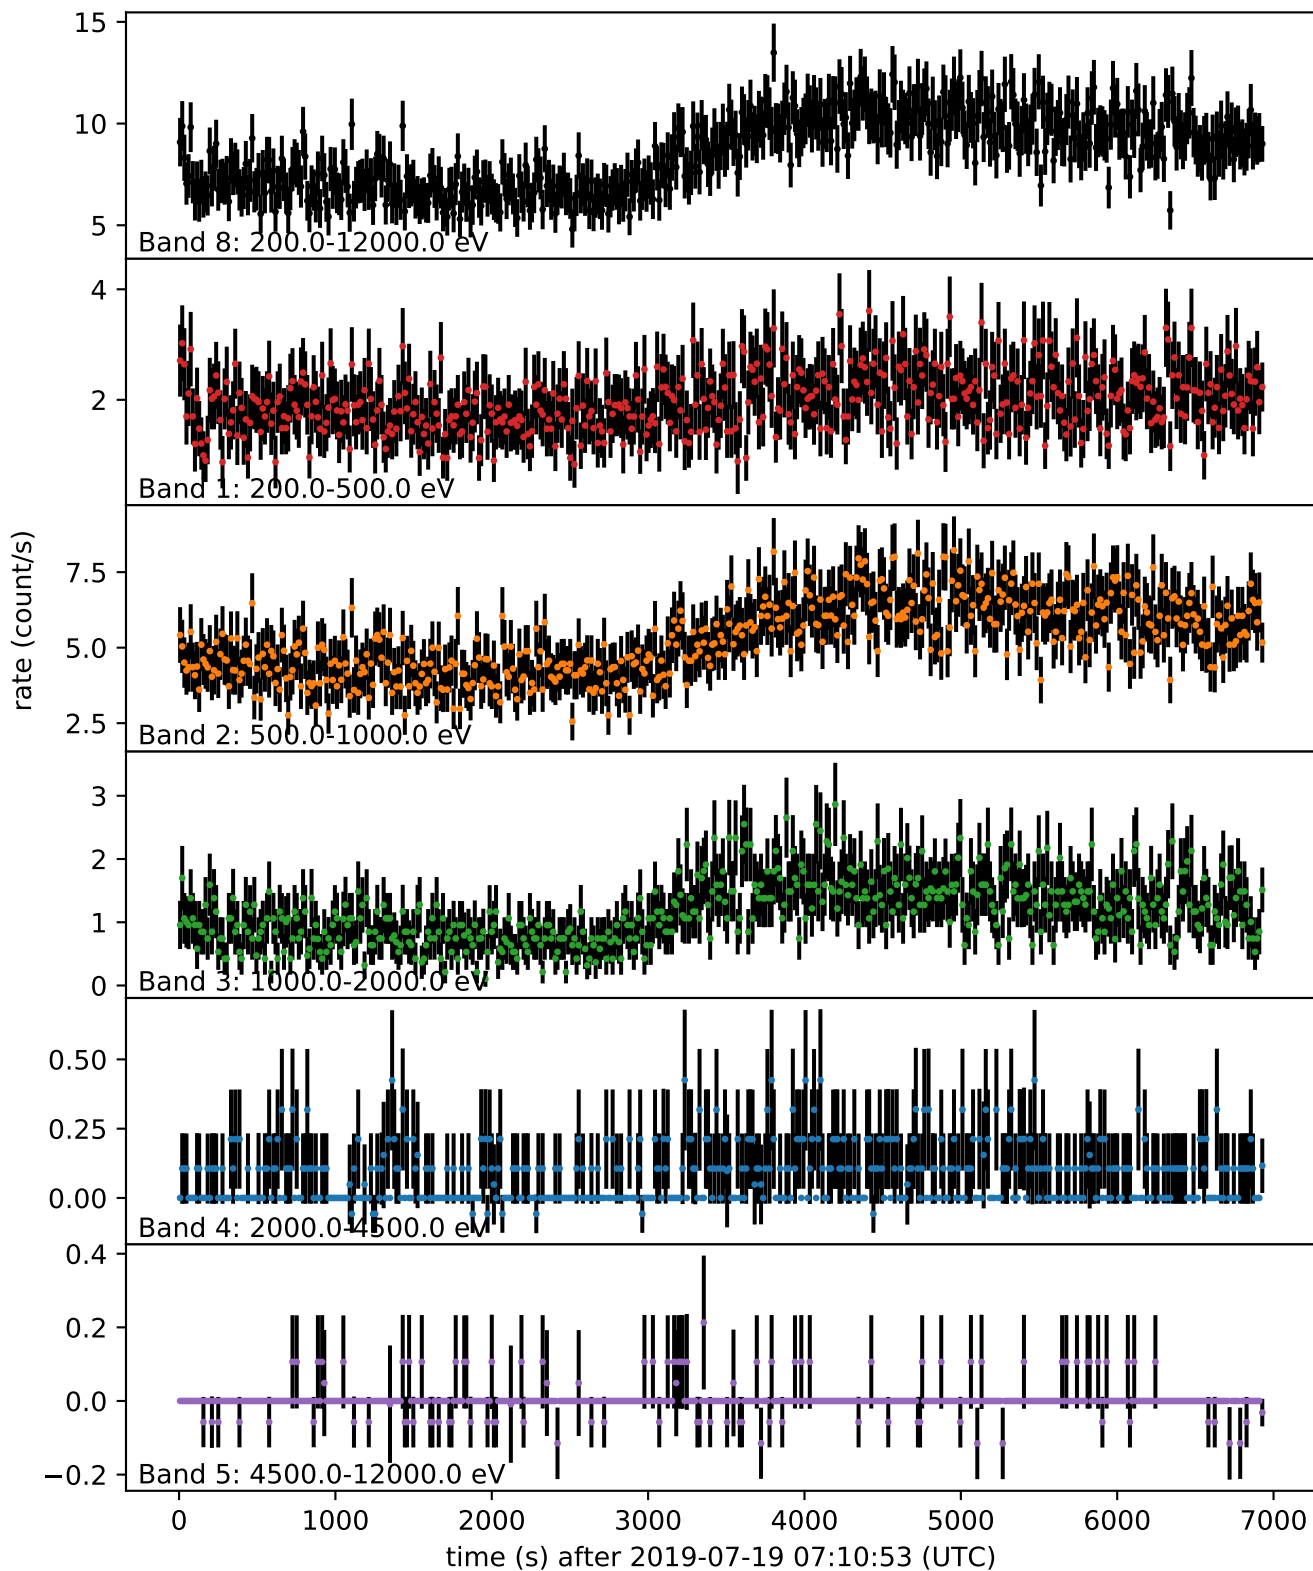 15
10
5
Band 8: 200.0-12000.0 eV
4
2
Band 1: 200.0-500.0 eV
rate (count/s)
7.5
5.0
2.5
Band 2: 500.0-1000.0 eV
3
2
1
0
Band 3: 1000.0-2000.0 eV
0.50
0.25
0.00
Band 4: 2000.0-4500.0 eV
0.4
0.2
0.0
−0.2
Band 5: 4500.0-12000.0 eV
0 1000 2000 3000 4000 5000 6000 7000
time (s) after 2019-07-19 07:10:53 (UTC)